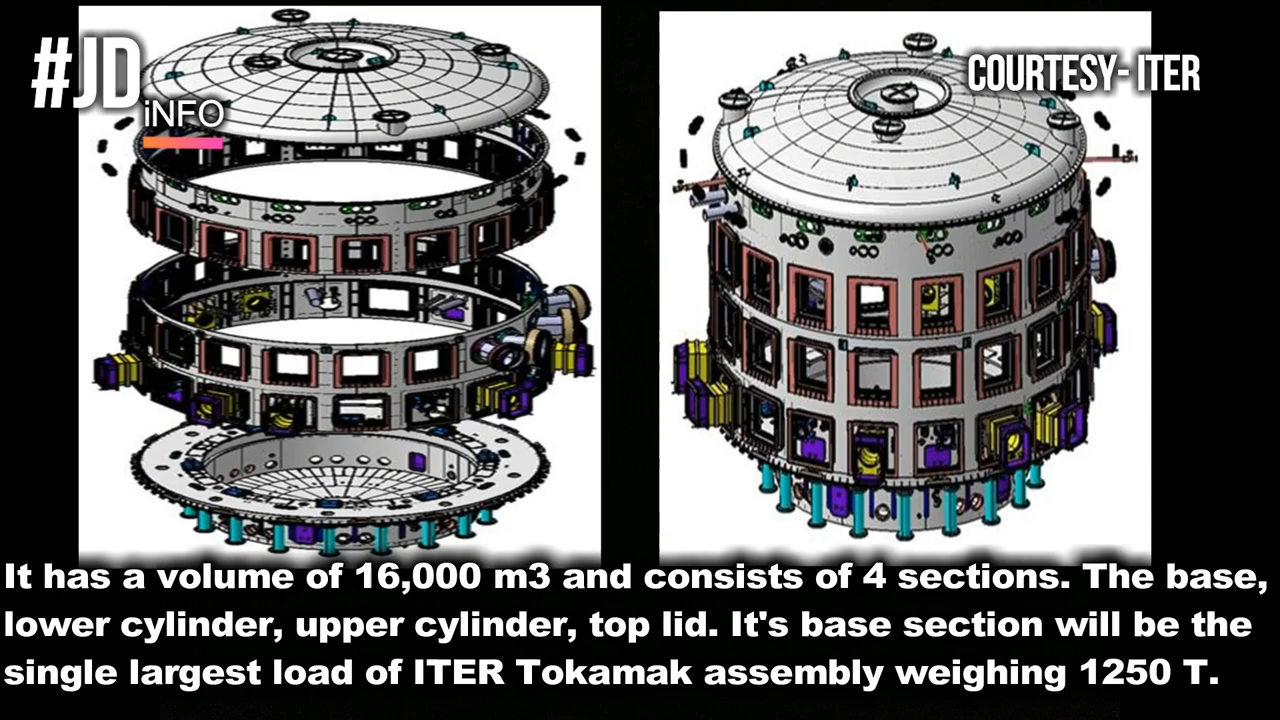 #JD
iNFO
COURTESY- ITER
It has a volume of 16,000 m3 and consists of 4 sections. The base,
lower cylinder, upper cylinder, top lid. It's base section will be the
single largest load of ITER Tokamak assembly weighing 1250 T.